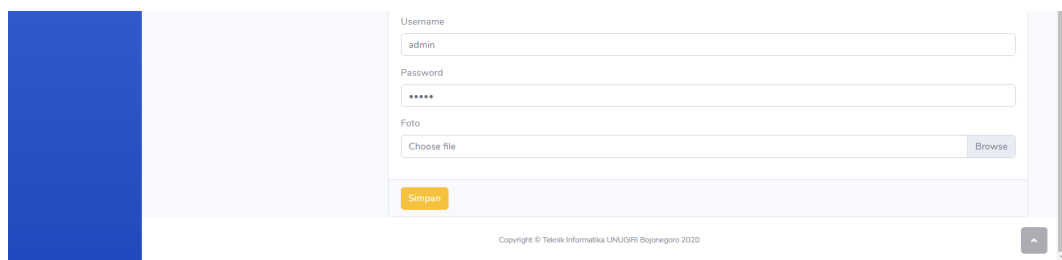 Username
admin
Password
•••••
Foto
Choose file Browse
Simpan
Copyright © Teknik Informatika UNUGIRI Bojonegoro 2020